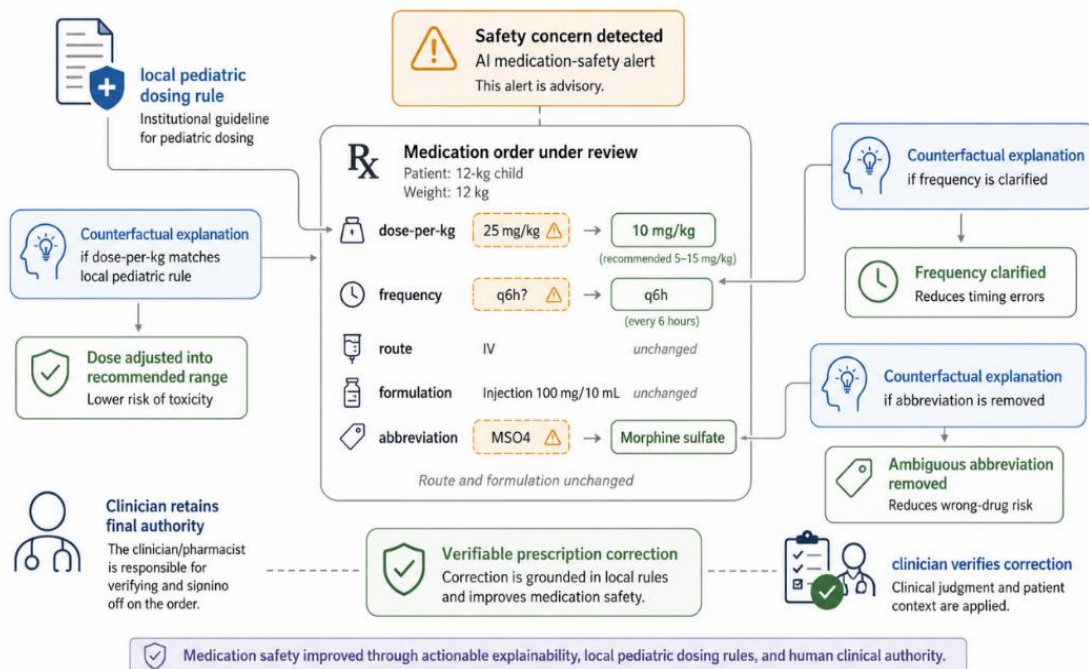 Safety concern detected
AI medication-safety alert
This alert is advisory.
local pediatric
dosing rule
Institutional guideline
for pediatric dosing
Rx
Medication order under review
Patient: 12-kg child
Weight: 12 kg
dose-per-kg 25 mg/kg 10 mg/kg
(recommended 5–15 mg/kg)
frequency q6h? q6h
(every 6 hours)
route IV unchanged
formulation Injection 100 mg/10 mL unchanged
abbreviation MSO4 Morphine sulfate
Route and formulation unchanged
Counterfactual explanation
if dose-per-kg matches
local pediatric rule
Dose adjusted into
recommended range
Lower risk of toxicity
Counterfactual explanation
if frequency is clarified
Frequency clarified
Reduces timing errors
Counterfactual explanation
if abbreviation is removed
Ambiguous abbreviation
removed
Reduces wrong-drug risk
Clinician retains
final authority
The clinician/pharmacist
is responsible for
verifying and signino
off on the order.
Verifiable prescription correction
Correction is grounded in local rules
and improves medication safety.
clinician verifies correction
Clinical judgment and patient
context are applied.
Medication safety improved through actionable explainability, local pediatric dosing rules, and human clinical authority.